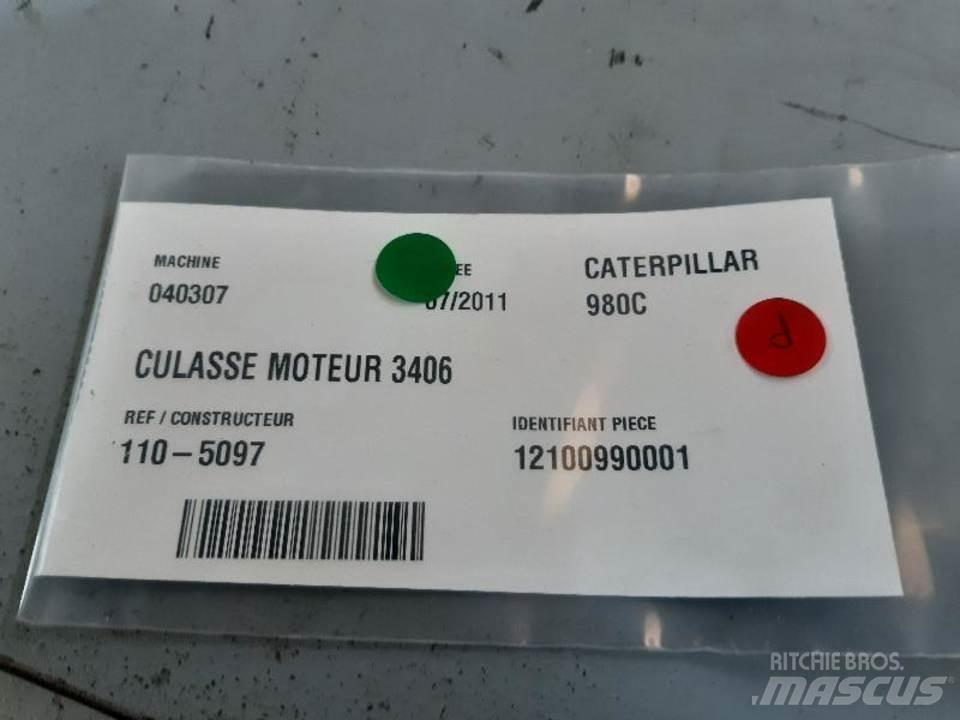 MACHINE
040307
07/2011
CATERPILLAR
980C
CULASSE MOTEUR 3406
REF / CONSTRUCTEUR
110-5097
IDENTIFIANT PIECE
12100990001
RITCHIE BROS.
MASCUS